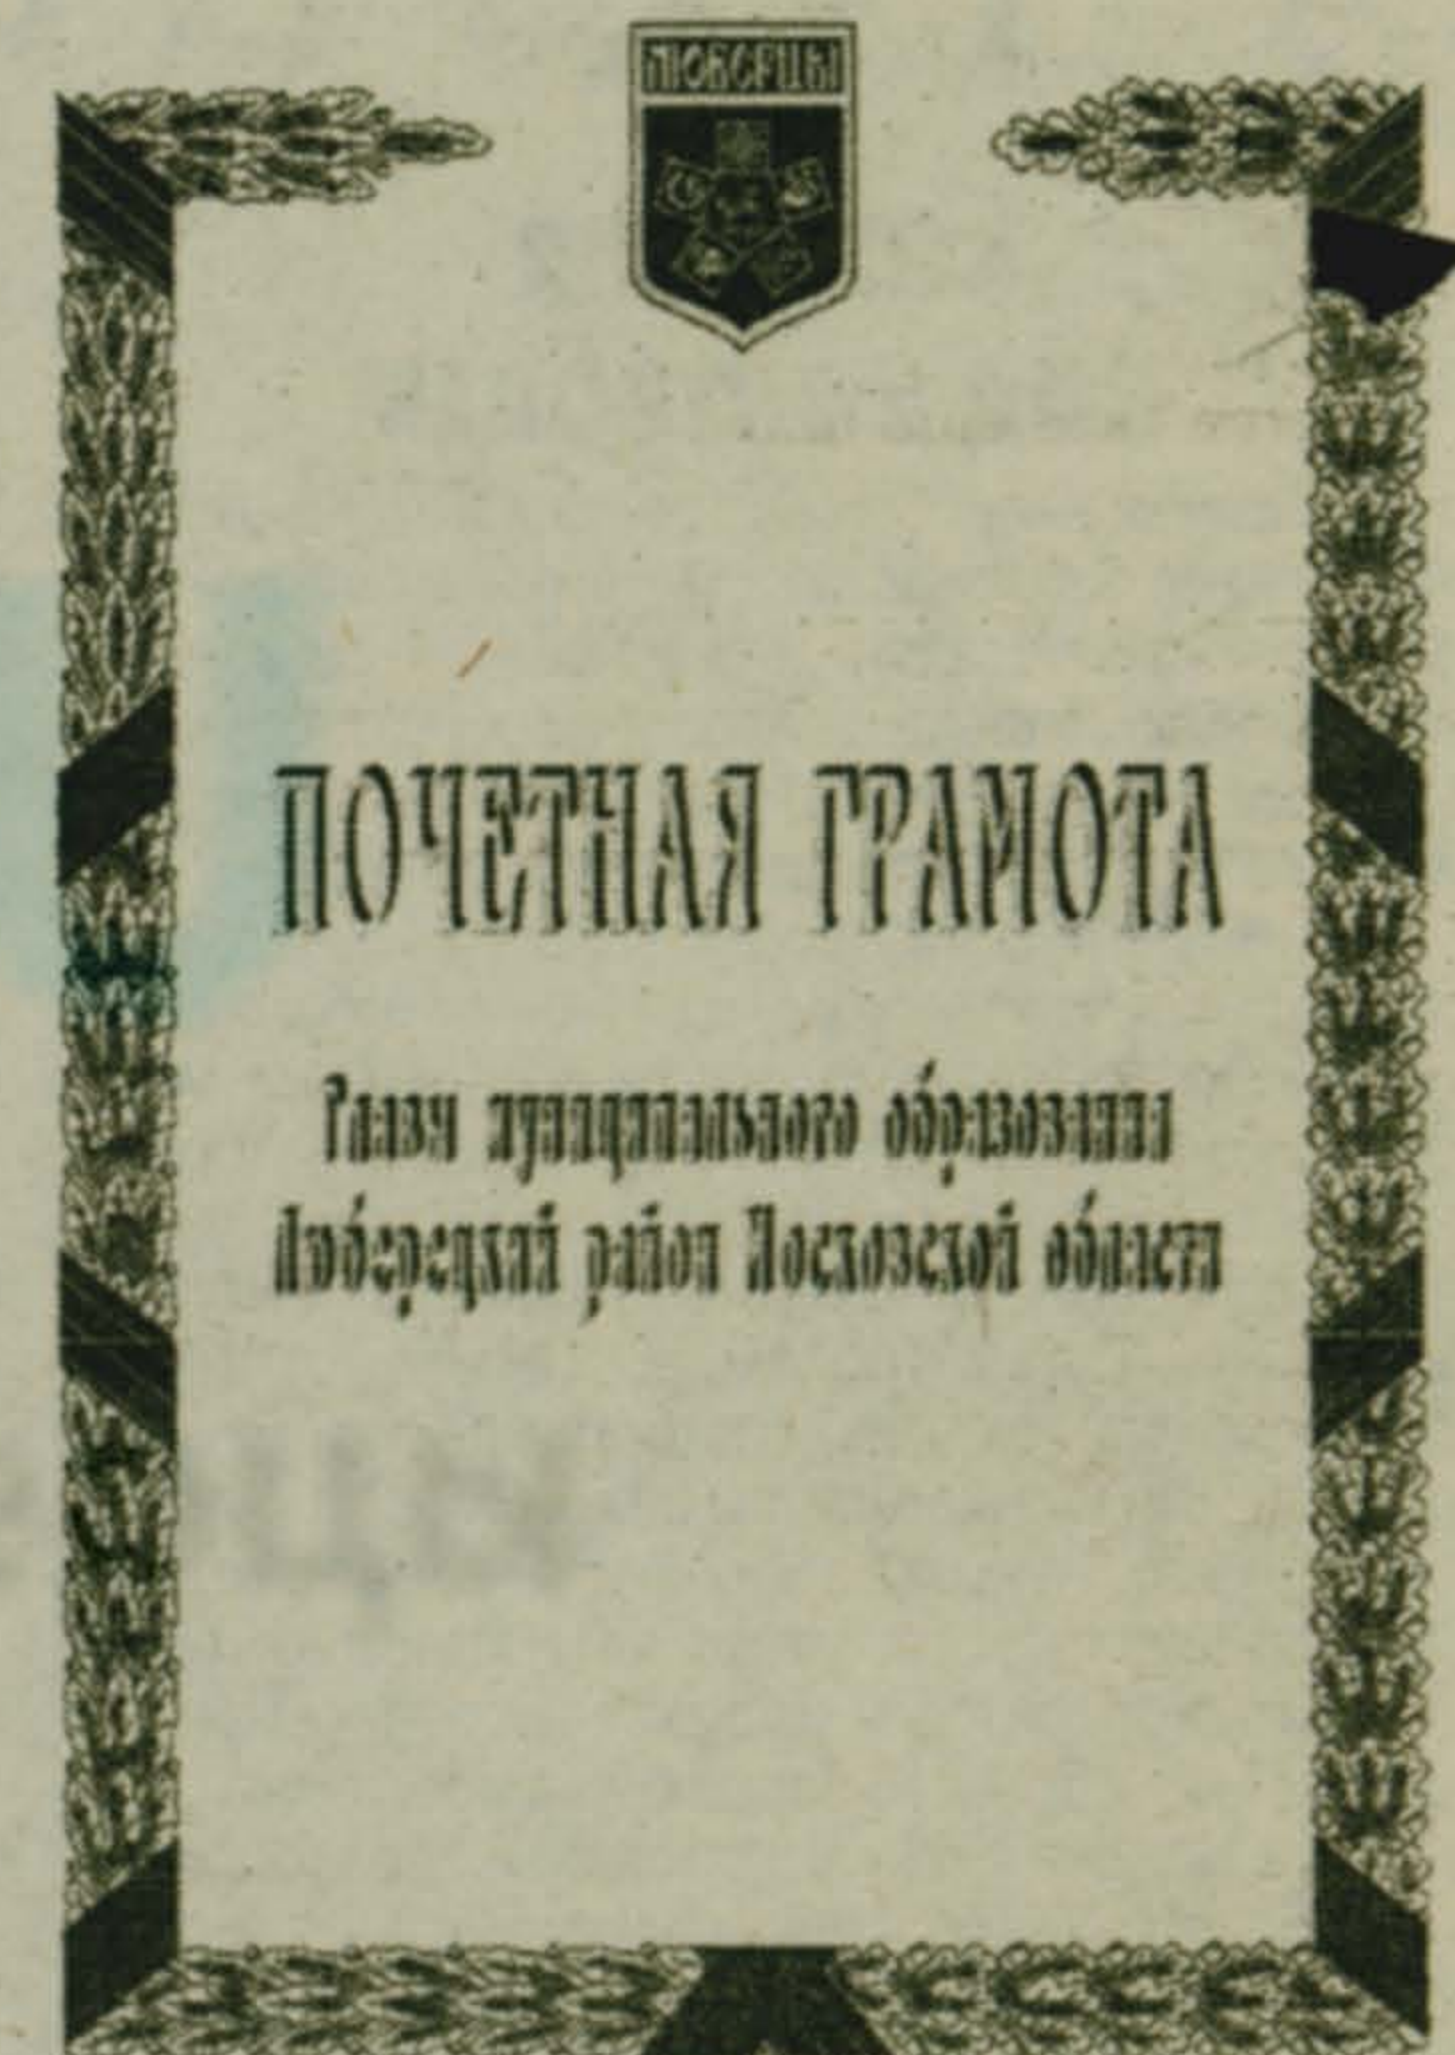 ЛЮБЕРЦЫ
ПОЧЕТНАЯ ГРАМОТА
Главы муниципального образования
Люберецкий район Московской области